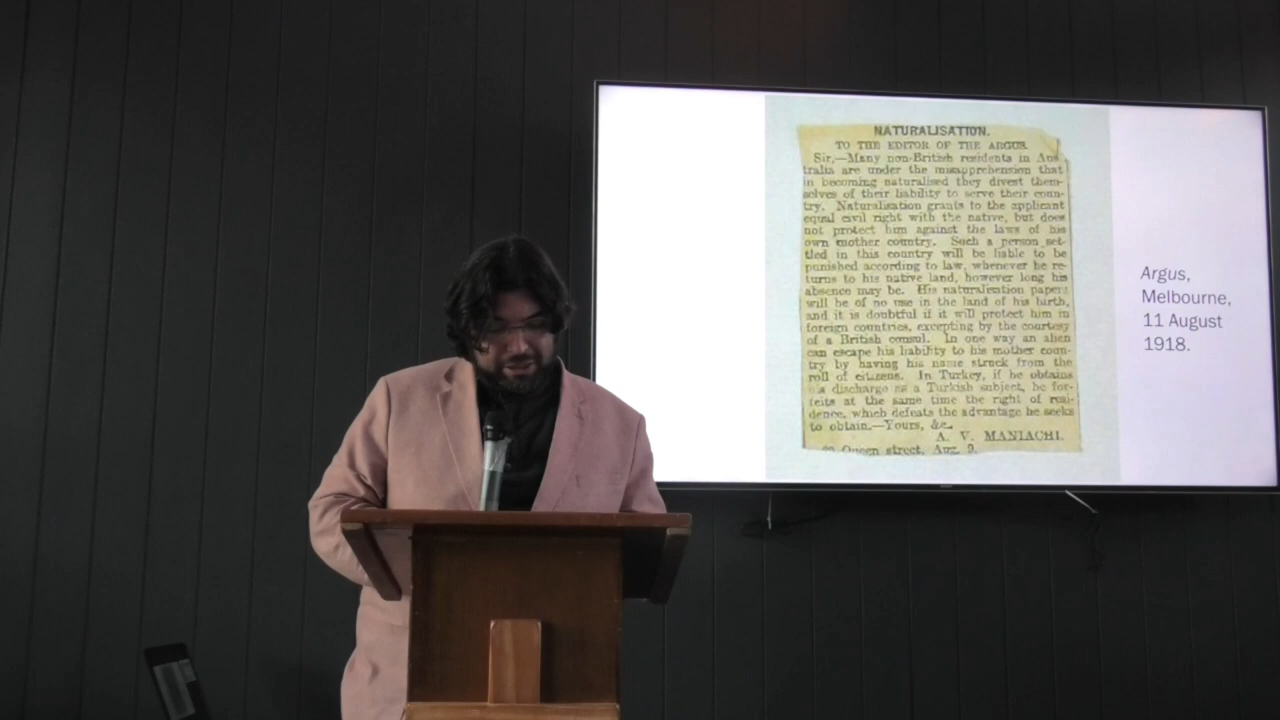 NATURALISATION.
TO THE EDITOR OF THE ARGUS.
Sir,—Many non-British residents in Aus-
tralia are under the misapprehension that
in becoming naturalised they divest them-
selves of their liability to serve their coun-
try. Naturalisation grants to the applicant
equal civil right with the native, but does
not protect him against the laws of his
own mother country. Such a person set-
tled in this country will be liable to be
punished according to law, whenever he re-
turns to his native land, however long his
absence may be. His naturalisation papers
will be of no use in the land of his birth,
and it is doubtful if it will protect him in
foreign countries, excepting by the courtesy
of a British consul. In one way an alien
can escape his liability to his mother coun-
try by having his name struck from the
roll of citizens. In Turkey, if he obtains
his discharge as a Turkish subject, he for-
feits at the same time the right of resi-
dence, which defeats the advantage he seeks
to obtain.—Yours, &c.,
A. V. MANIACHI.
Queen street, Aug. 9.
Argus,
Melbourne,
11 August
1918.